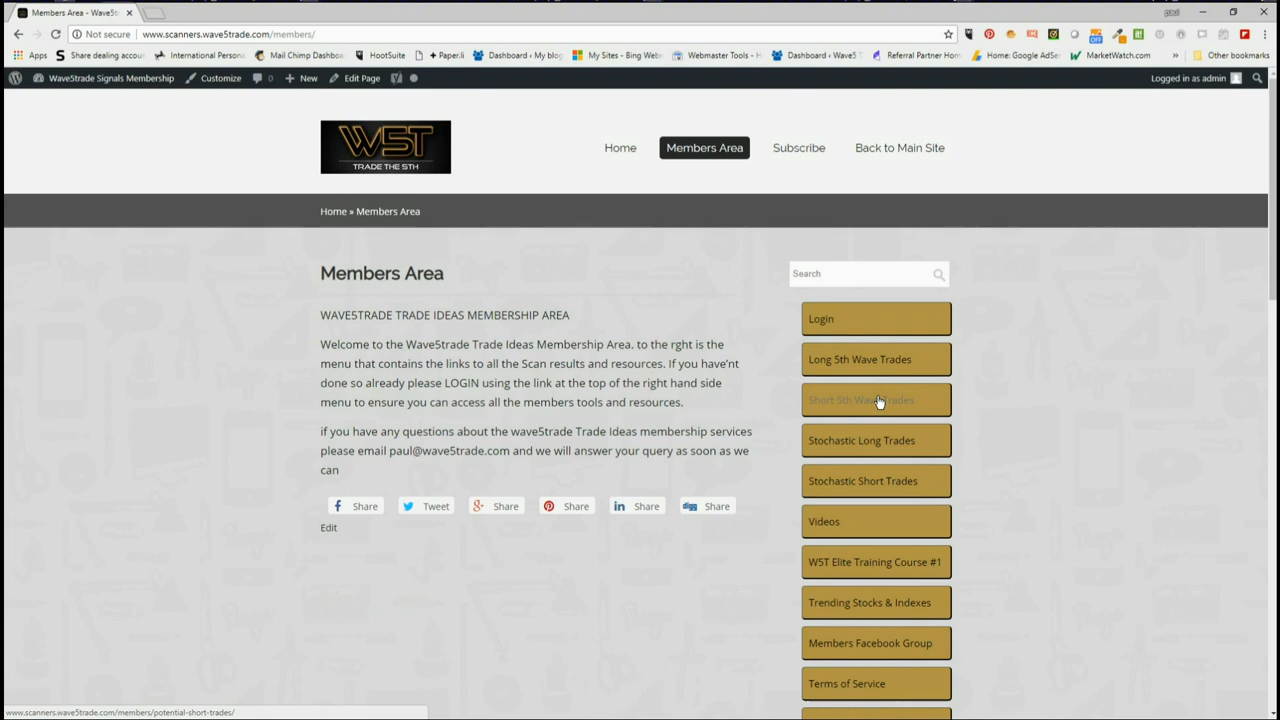 Members Area - Wave5t
paul
Not secure | www.scanners.wave5trade.com/members/
Apps
Share dealing accou
International Persona
Mail Chimp Dashboa
HootSuite
+ Paper.li
Dashboard ‹ My blog
My Sites - Bing Webm
Webmaster Tools - H
Dashboard ‹ Wave5 T
Referral Partner Hom
Home: Google AdSen
MarketWatch.com
»
Other bookmarks
Wave5trade Signals Membership
Customize
0
New
Edit Page
Logged in as admin
W5T
TRADE THE 5TH
Home
Members Area
Subscribe
Back to Main Site
Home » Members Area
Members Area
WAVE5TRADE TRADE IDEAS MEMBERSHIP AREA
Welcome to the Wave5trade Trade Ideas Membership Area. to the rght is the
menu that contains the links to all the Scan results and resources. If you have'nt
done so already please LOGIN using the link at the top of the right hand side
menu to ensure you can access all the members tools and resources.
if you have any questions about the wave5trade Trade Ideas membership services
please email paul@wave5trade.com and we will answer your query as soon as we
can
Share
Tweet
Share
Share
Share
digg Share
Edit
Search
Login
Long 5th Wave Trades
Short 5th Wave Trades
Stochastic Long Trades
Stochastic Short Trades
Videos
W5T Elite Training Course #1
Trending Stocks & Indexes
Members Facebook Group
Terms of Service
www.scanners.wave5trade.com/members/potential-short-trades/